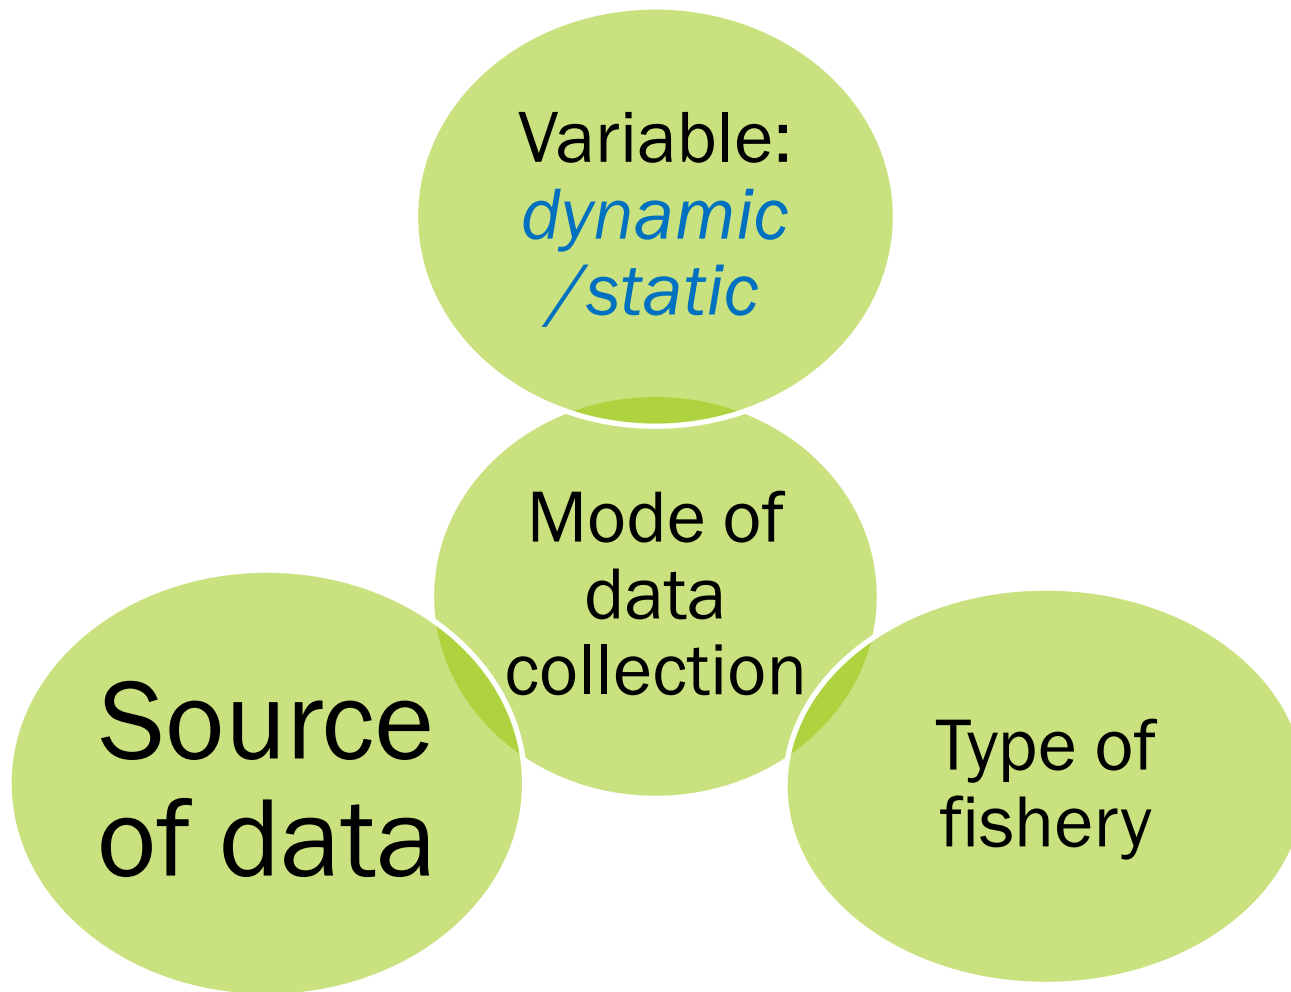 Variable:
dynamic
/static
Mode of
data
collection
Source
of data
Type of
fishery